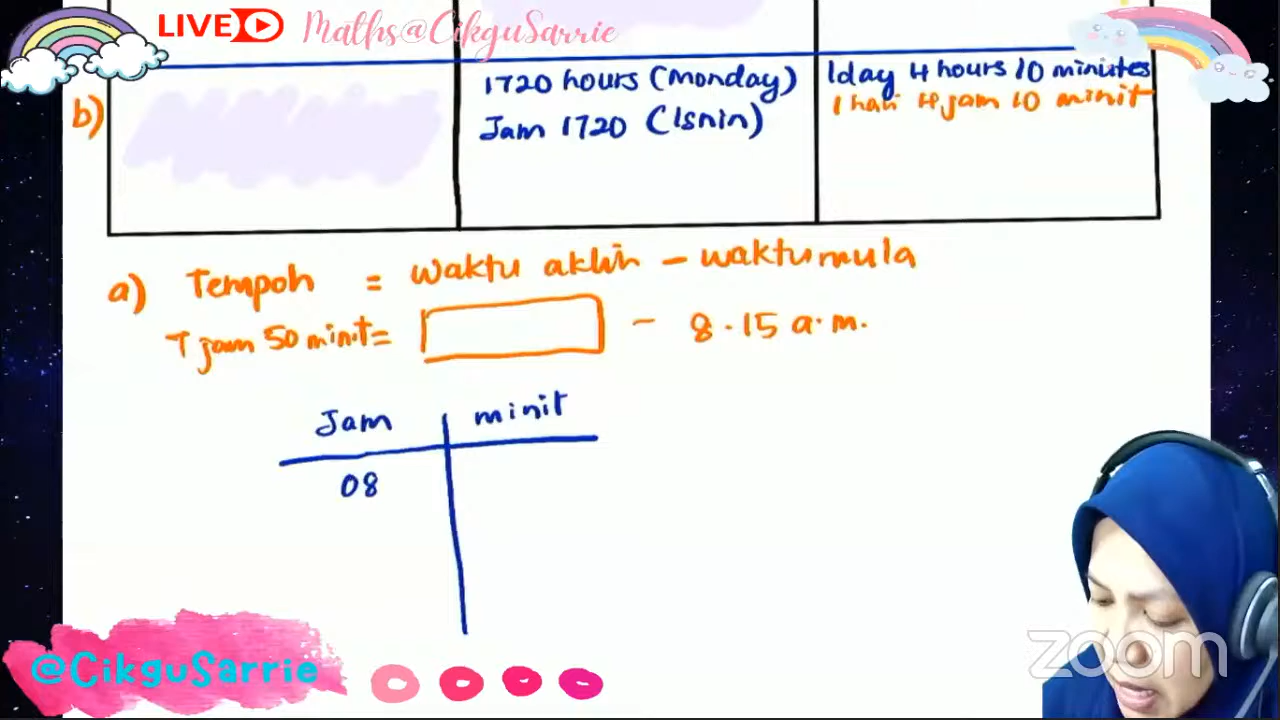 LIVE Maths@CikguSarrie
b)
1720 hours (Monday)
Jam 1720 (Isnin)
1day 4 hours 10 minutes
1 hari 4 jam 10 minit
a) Tempoh = waktu akhir - waktu mula
7 jam 50 minit = - 8.15 a.m.
Jam minit
08
@CikguSarrie
zoom